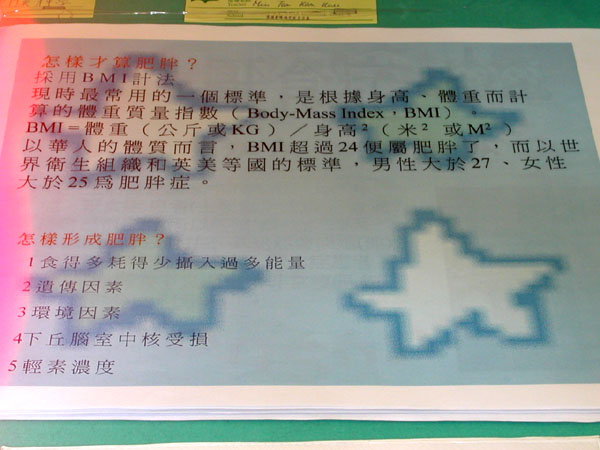 怎樣才算肥胖？
採用BMI計法
現時最常用的一個標準，是根據身高、體重而計
算的體重質量指數（Body-Mass Index，BMI）。
BMI=體重（公斤或KG）／身高²（米² 或M²）
以華人的體質而言，BMI超過24便屬肥胖了，而以世
界衛生組織和英美等國的標準，男性大於27、女性
大於25為肥胖症。
怎樣形成肥胖？
1食得多耗得少攝入過多能量
2遺傳因素
3環境因素
4下丘腦室中核受損
5輕素濃度